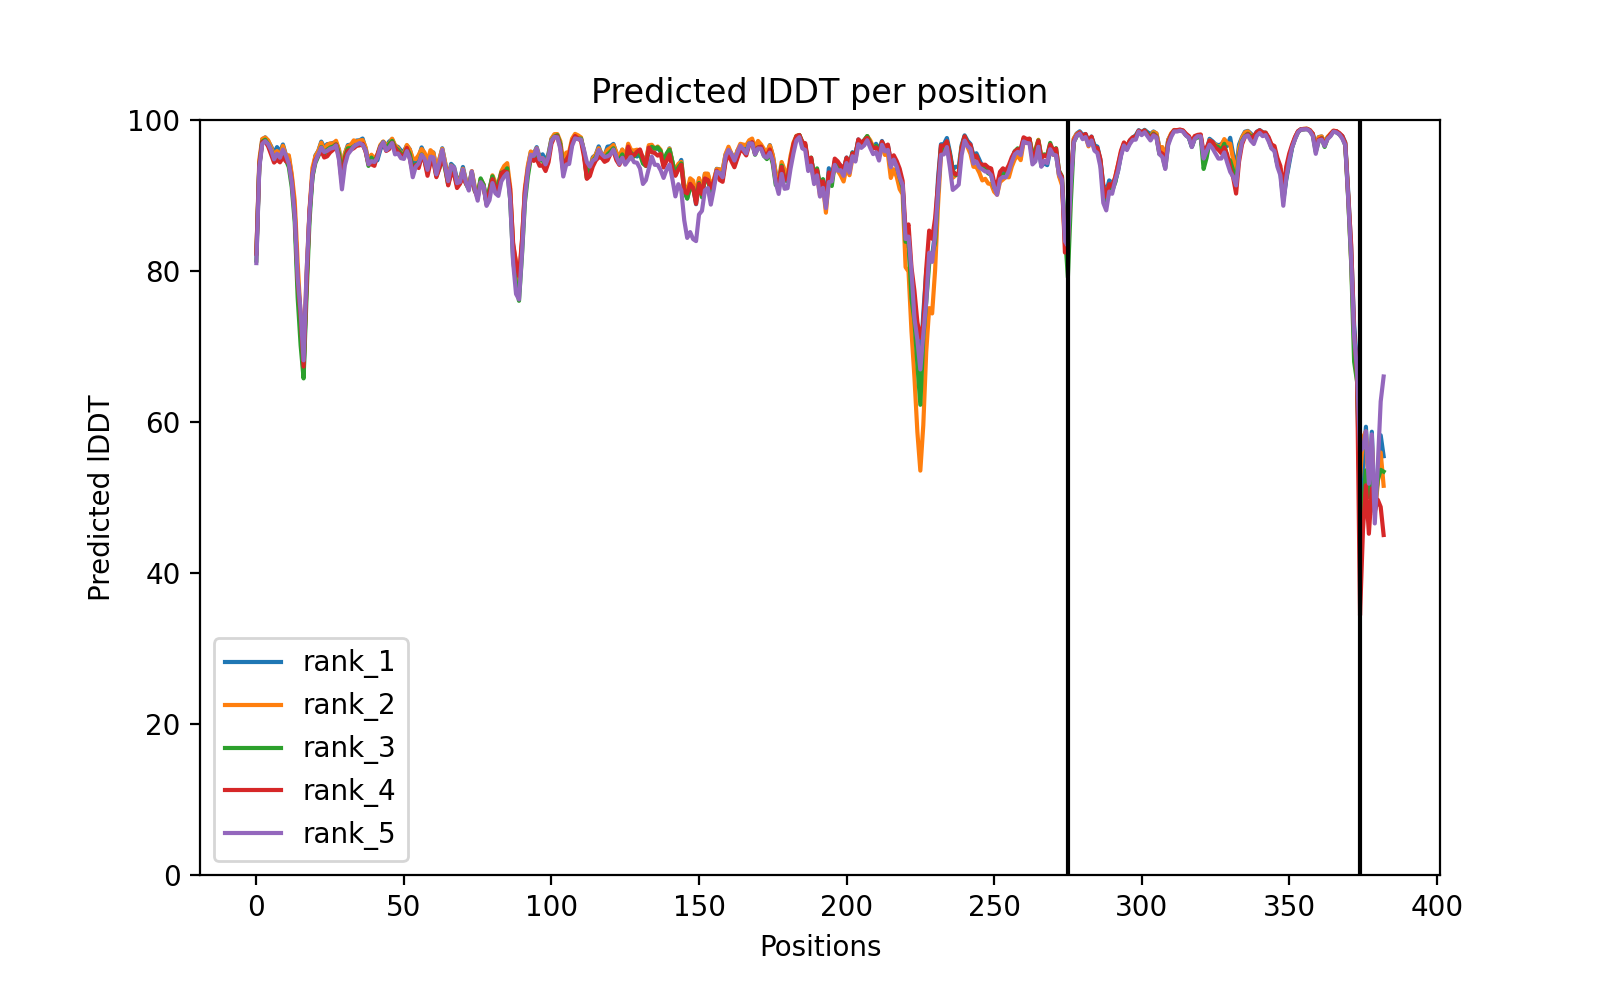 Predicted lDDT per position
100
80
60
40
20
0
Predicted lDDT
rank_1
rank_2
rank_3
rank_4
rank_5
0 50 100 150 200 250 300 350 400
Positions